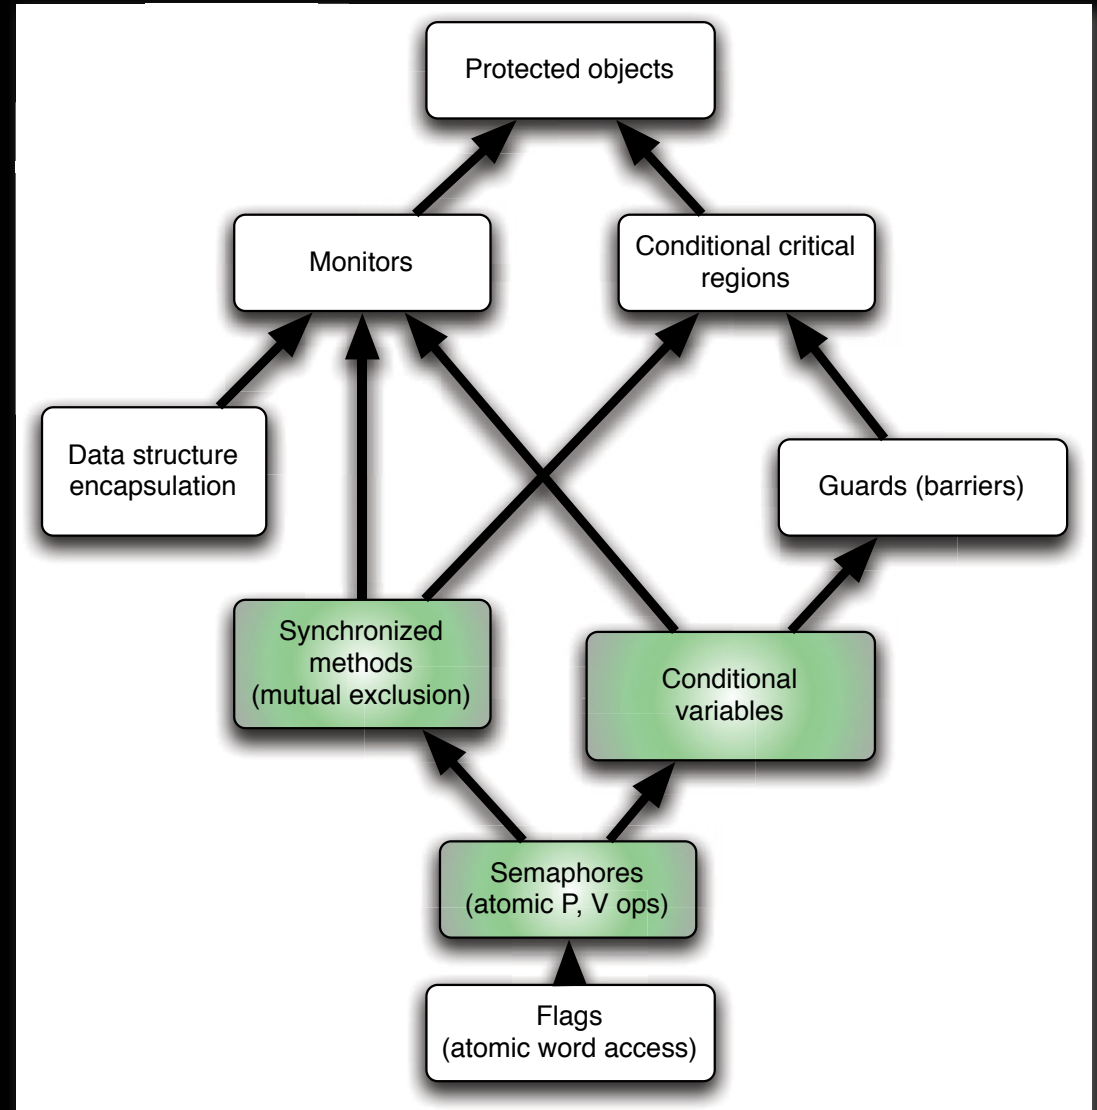 Protected objects
Monitors
Conditional critical
regions
Data structure
encapsulation
Guards (barriers)
Synchronized
methods
(mutual exclusion)
Conditional
variables
Semaphores
(atomic P, V ops)
Flags
(atomic word access)